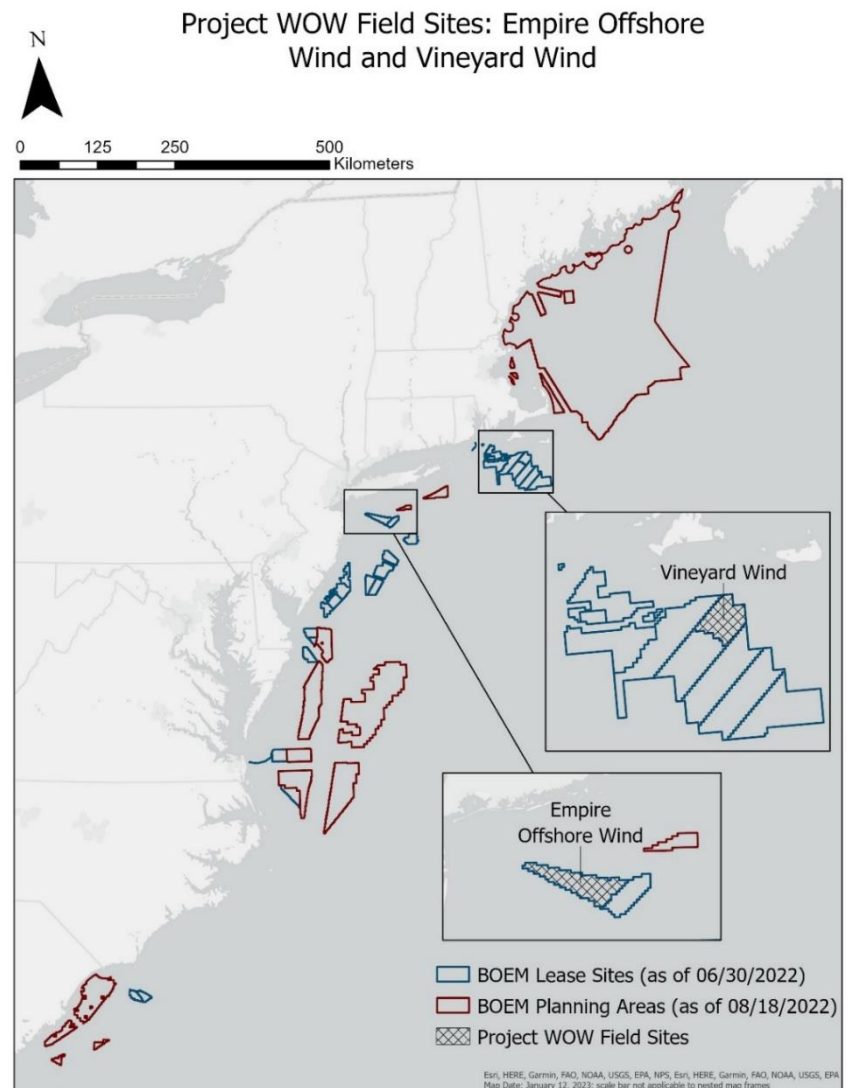 Project WOW Field Sites: Empire Offshore
Wind and Vineyard Wind
N
0 125 250 500
Kilometers
Vineyard Wind
Empire
Offshore Wind
BOEM Lease Sites (as of 06/30/2022)
BOEM Planning Areas (as of 08/18/2022)
Project WOW Field Sites
Esri, HERE, Garmin, FAO, NOAA, USGS, EPA, NPS, Esri, HERE, Garmin, FAO, NOAA, USGS, EPA
Map Date: January 12, 2023; scale bar not applicable to nested map frames